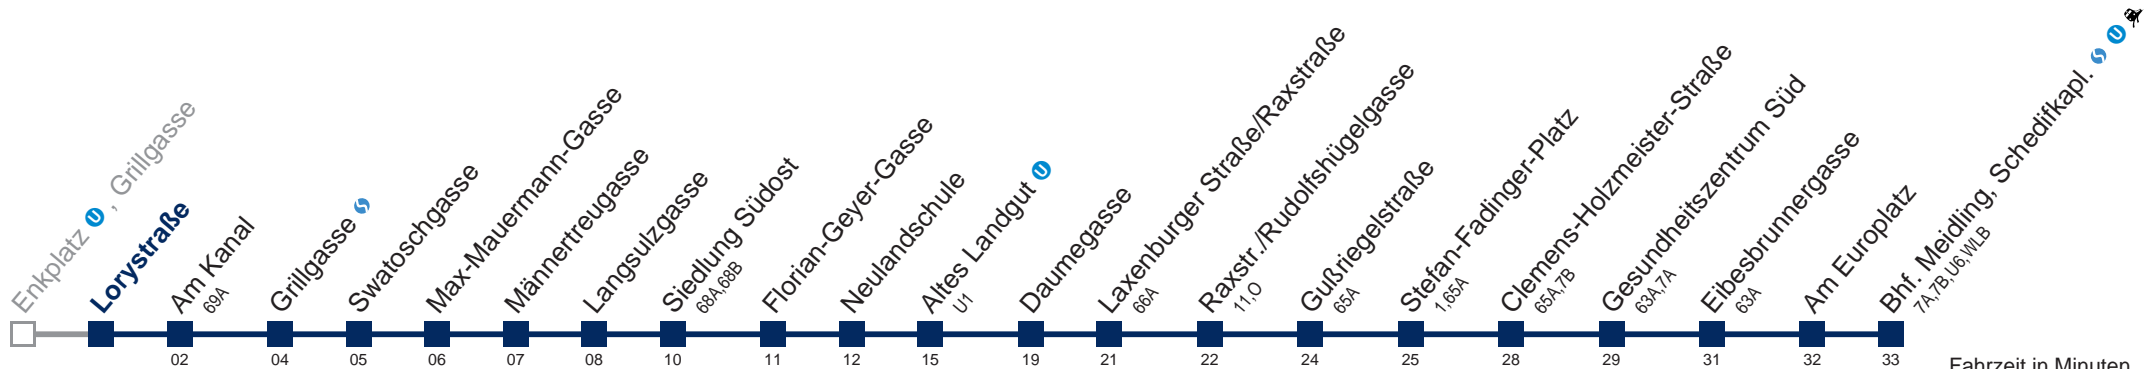 Enkplatz U , Grillgasse
Lorystraße
Am Kanal
69A
02
Grillgasse S
04
Swatoschgasse
05
Max-Mauermann-Gasse
06
Männertreugasse
07
Langsulzgasse
08
Siedlung Südost
68A,68B
10
Florian-Geyer-Gasse
11
Neulandschule
12
Altes Landgut U
U1
15
Daumegasse
19
Laxenburger Straße/Raxstraße
66A
21
Raxstr./Rudolfshügelgasse
11,O
22
Gußriegelstraße
65A
24
Stefan-Fadinger-Platz
1,65A
25
Clemens-Holzmeister-Straße
65A,7B
28
Gesundheitszentrum Süd
63A,7A
29
Eibesbrunnergasse
63A
31
Am Europlatz
32
Bhf. Meidling, Schedifkapl. S U
7A,7B,U6,WLB
33
Fahrzeit in Minuten